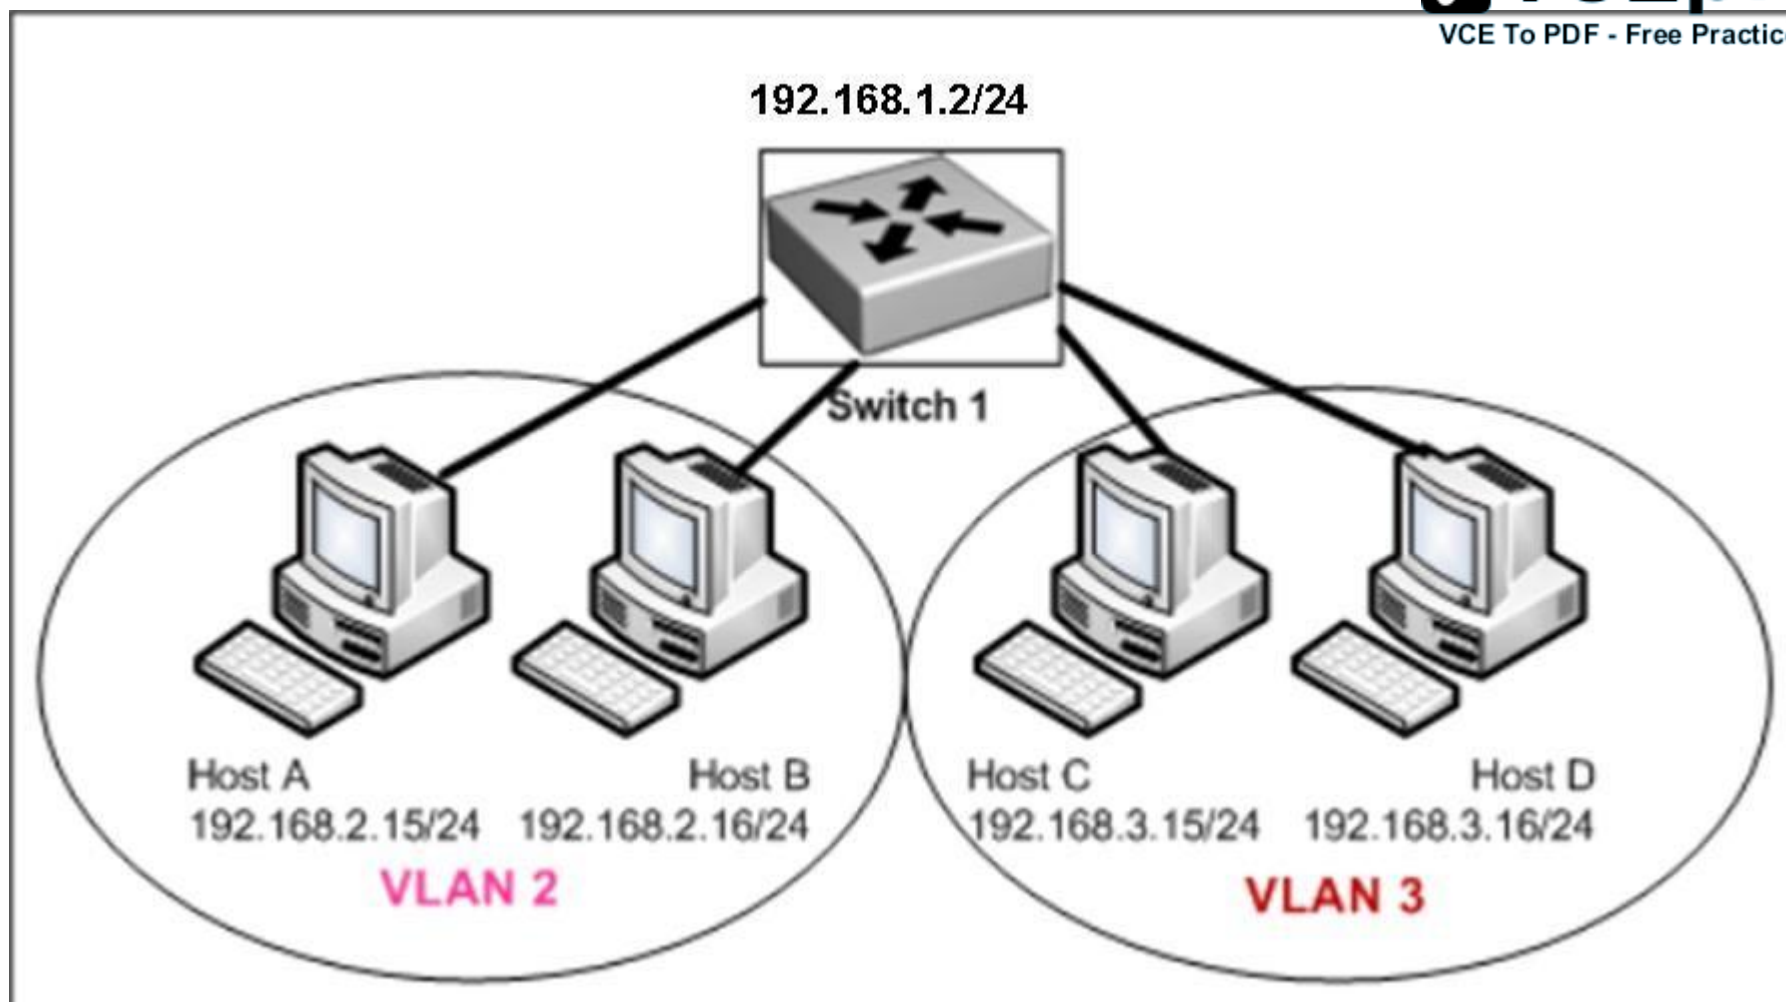 VCE To PDF - Free
192.168.1.2/24
Switch 1
Host A
192.168.2.15/24
Host B
192.168.2.16/24
VLAN 2
Host C
192.168.3.15/24
Host D
192.168.3.16/24
VLAN 3